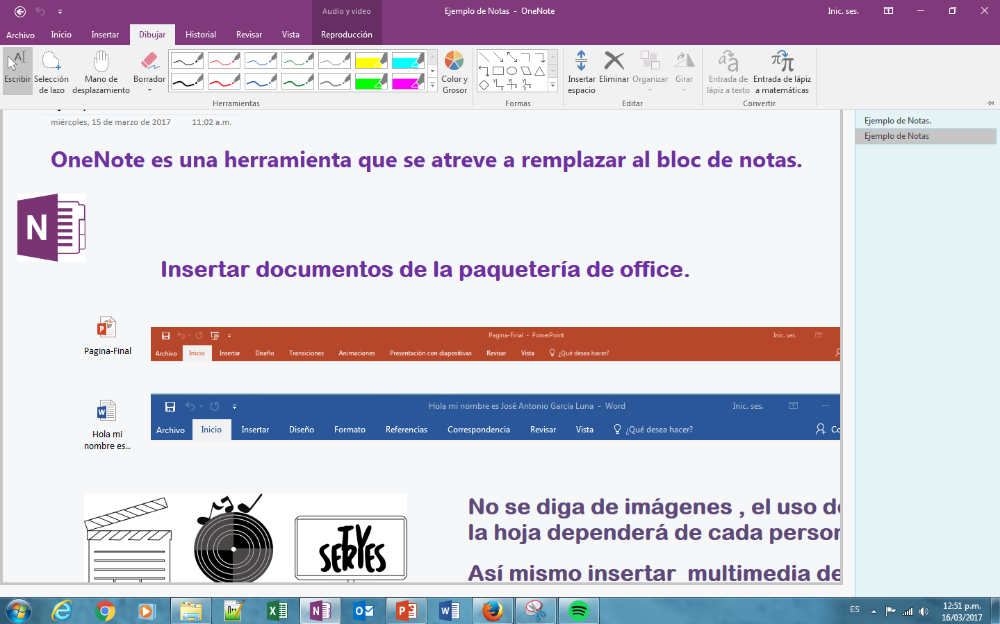 Audio y vídeo
Ejemplo de Notas - OneNote
Inic. ses.
Archivo Inicio Insertar Dibujar Historial Revisar Vista Reproducción
Escribir
Selección de lazo
Mano de desplazamiento
Borrador
Color y Grosor
Insertar espacio
Eliminar
Organizar
Girar
Entrada de lápiz a texto
Entrada de lápiz a matemáticas
Herramientas
Formas
Editar
Convertir
miércoles, 15 de marzo de 2017 11:02 a.m.
Ejemplo de Notas.
Ejemplo de Notas
OneNote es una herramienta que se atreve a remplazar al bloc de notas.
N
Insertar documentos de la paquetería de office.
Pagina-Final
Pagina-Final - PowerPoint
Inic. ses.
Archivo Inicio Insertar Diseño Transiciones Animaciones Presentación con diapositivas Revisar Vista ¿Qué desea hacer?
Hola mi
nombre es...
Hola mi nombre es José Antonio García Luna - Word
Inic. ses.
Archivo Inicio Insertar Diseño Formato Referencias Correspondencia Revisar Vista ¿Qué desea hacer?
TV
SERYES
No se diga de imágenes , el uso de
la hoja dependerá de cada person
Así mismo insertar multimedia de
ES
12:51 p.m.
16/03/2017